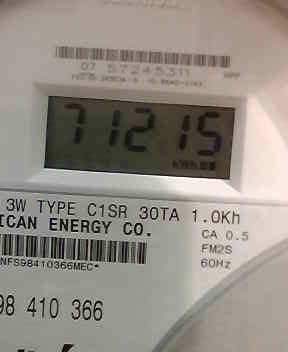 07 57245311
71215
kWh
3W TYPE C1SR 30TA 1.0Kh
ICAN ENERGY CO.
CA 0.5
FM2S
60Hz
NFS98410366MEC*
98 410 366